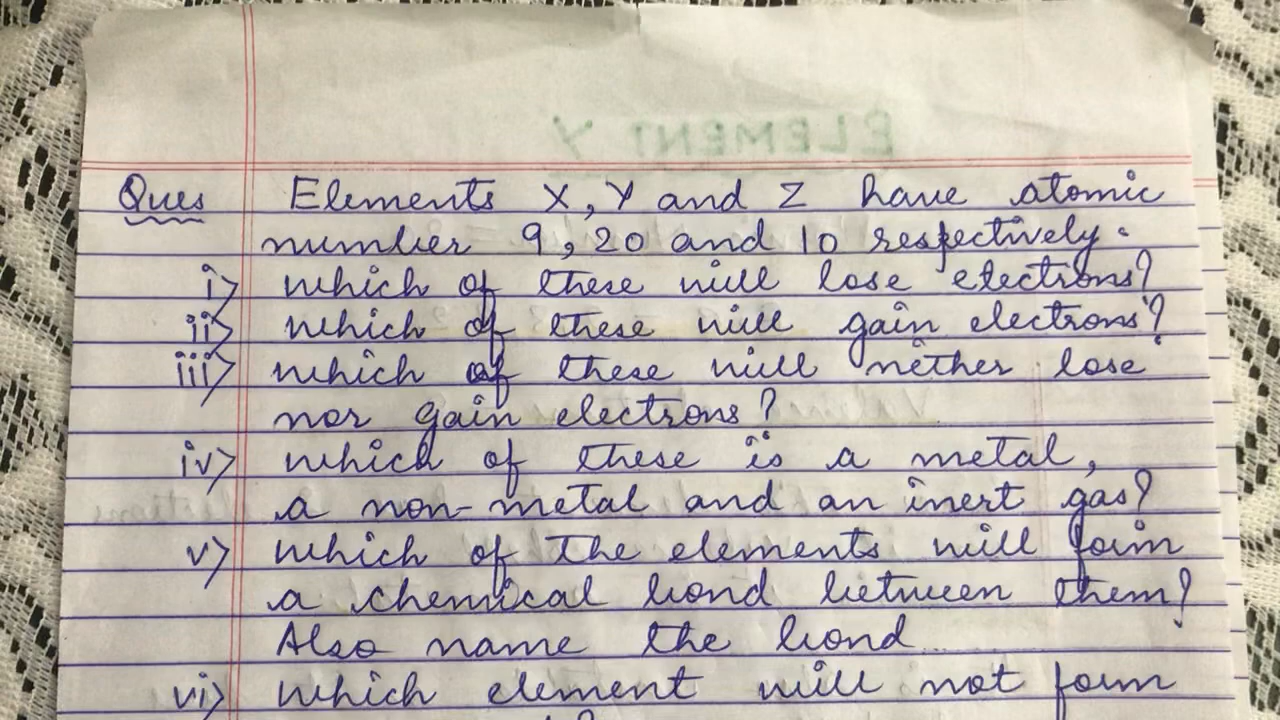 ELEMENT Y
Ques Elements X, Y and Z have atomic
number 9, 20 and 10 respectively.
i) which of these will lose electrons?
ii) which of these will gain electrons?
iii) which of these will nether lose
nor gain electrons?
iv) which of these is a metal,
a non-metal and an inert gas?
v) which of the elements will form
a chemical bond between them?
Also name the bond
vi) which element will not form